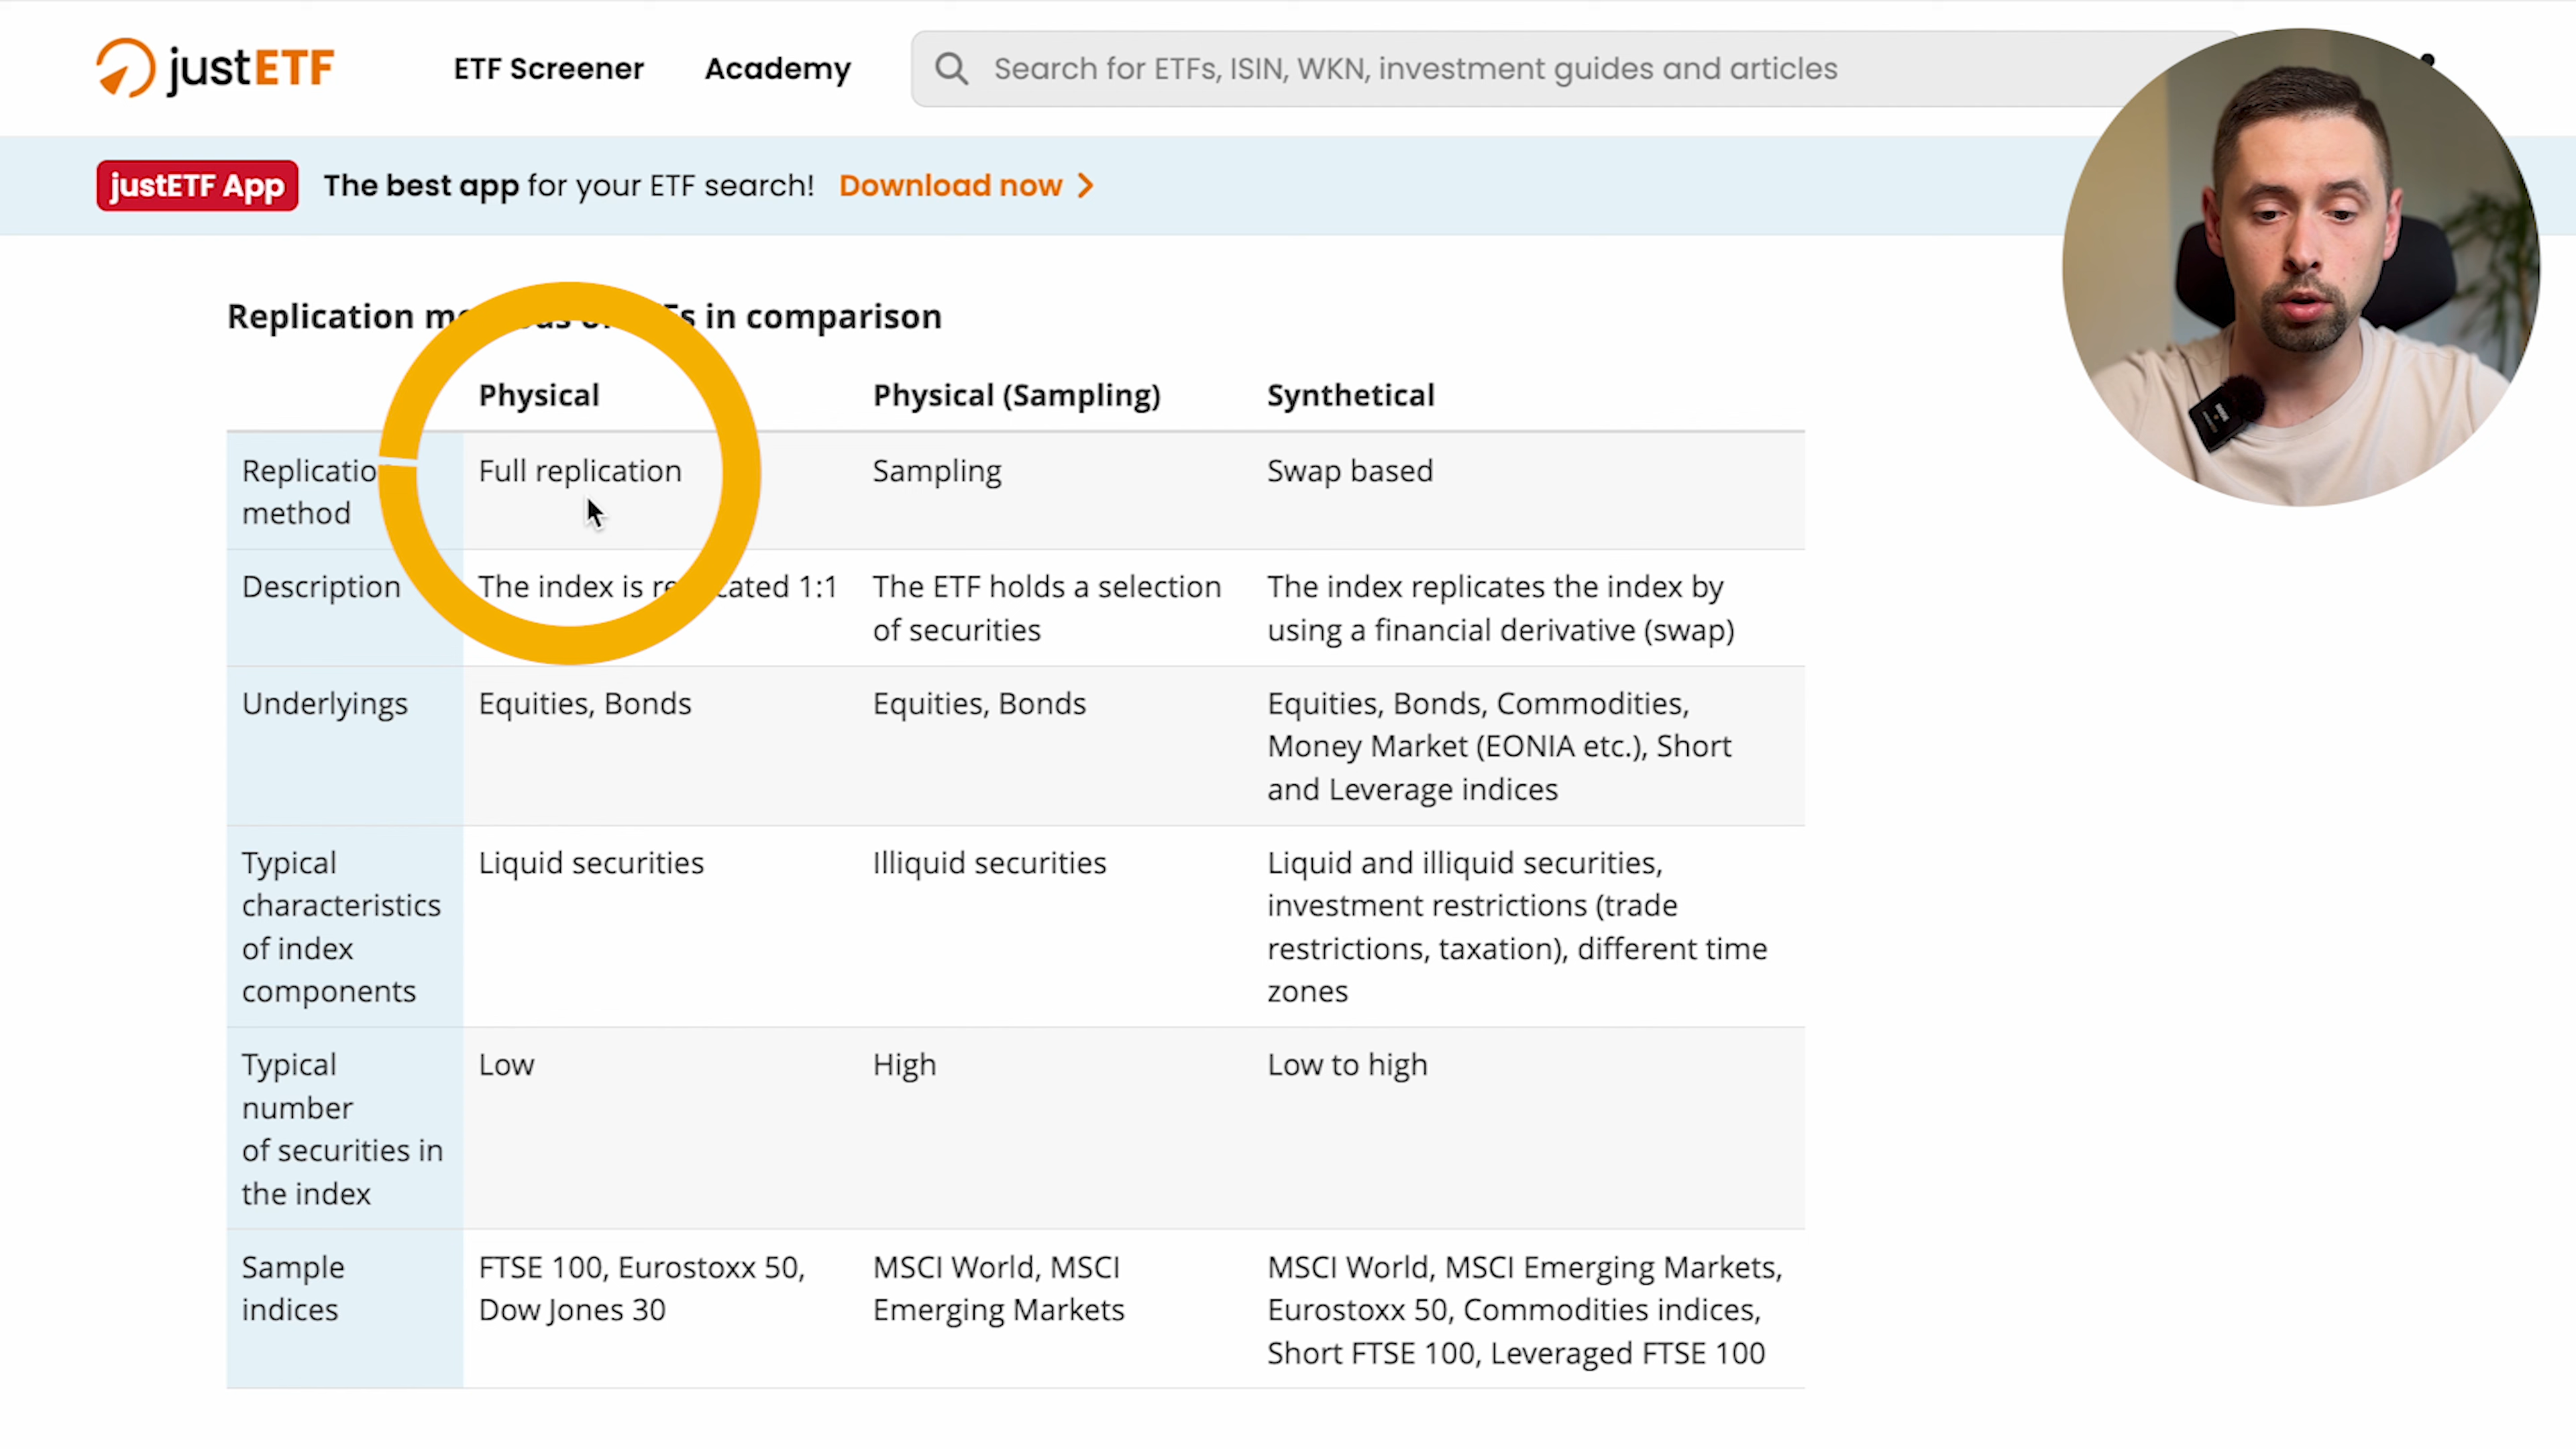 justETF
ETF Screener
Academy
Search for ETFs, ISIN, WKN, investment guides and articles
justETF App
The best app for your ETF search!
Download now
Replication in comparison
Physical
Physical (Sampling)
Synthetical
Replication
method
Full replication
Sampling
Swap based
Description
The index is replicated 1:1
The ETF holds a selection
of securities
The index replicates the index by
using a financial derivative (swap)
Underlyings
Equities, Bonds
Equities, Bonds
Equities, Bonds, Commodities,
Money Market (EONIA etc.), Short
and Leverage indices
Typical
characteristics
of index
components
Liquid securities
Illiquid securities
Liquid and illiquid securities,
investment restrictions (trade
restrictions, taxation), different time
zones
Typical
number
of securities in
the index
Low
High
Low to high
Sample
indices
FTSE 100, Eurostoxx 50,
Dow Jones 30
MSCI World, MSCI
Emerging Markets
MSCI World, MSCI Emerging Markets,
Eurostoxx 50, Commodities indices,
Short FTSE 100, Leveraged FTSE 100